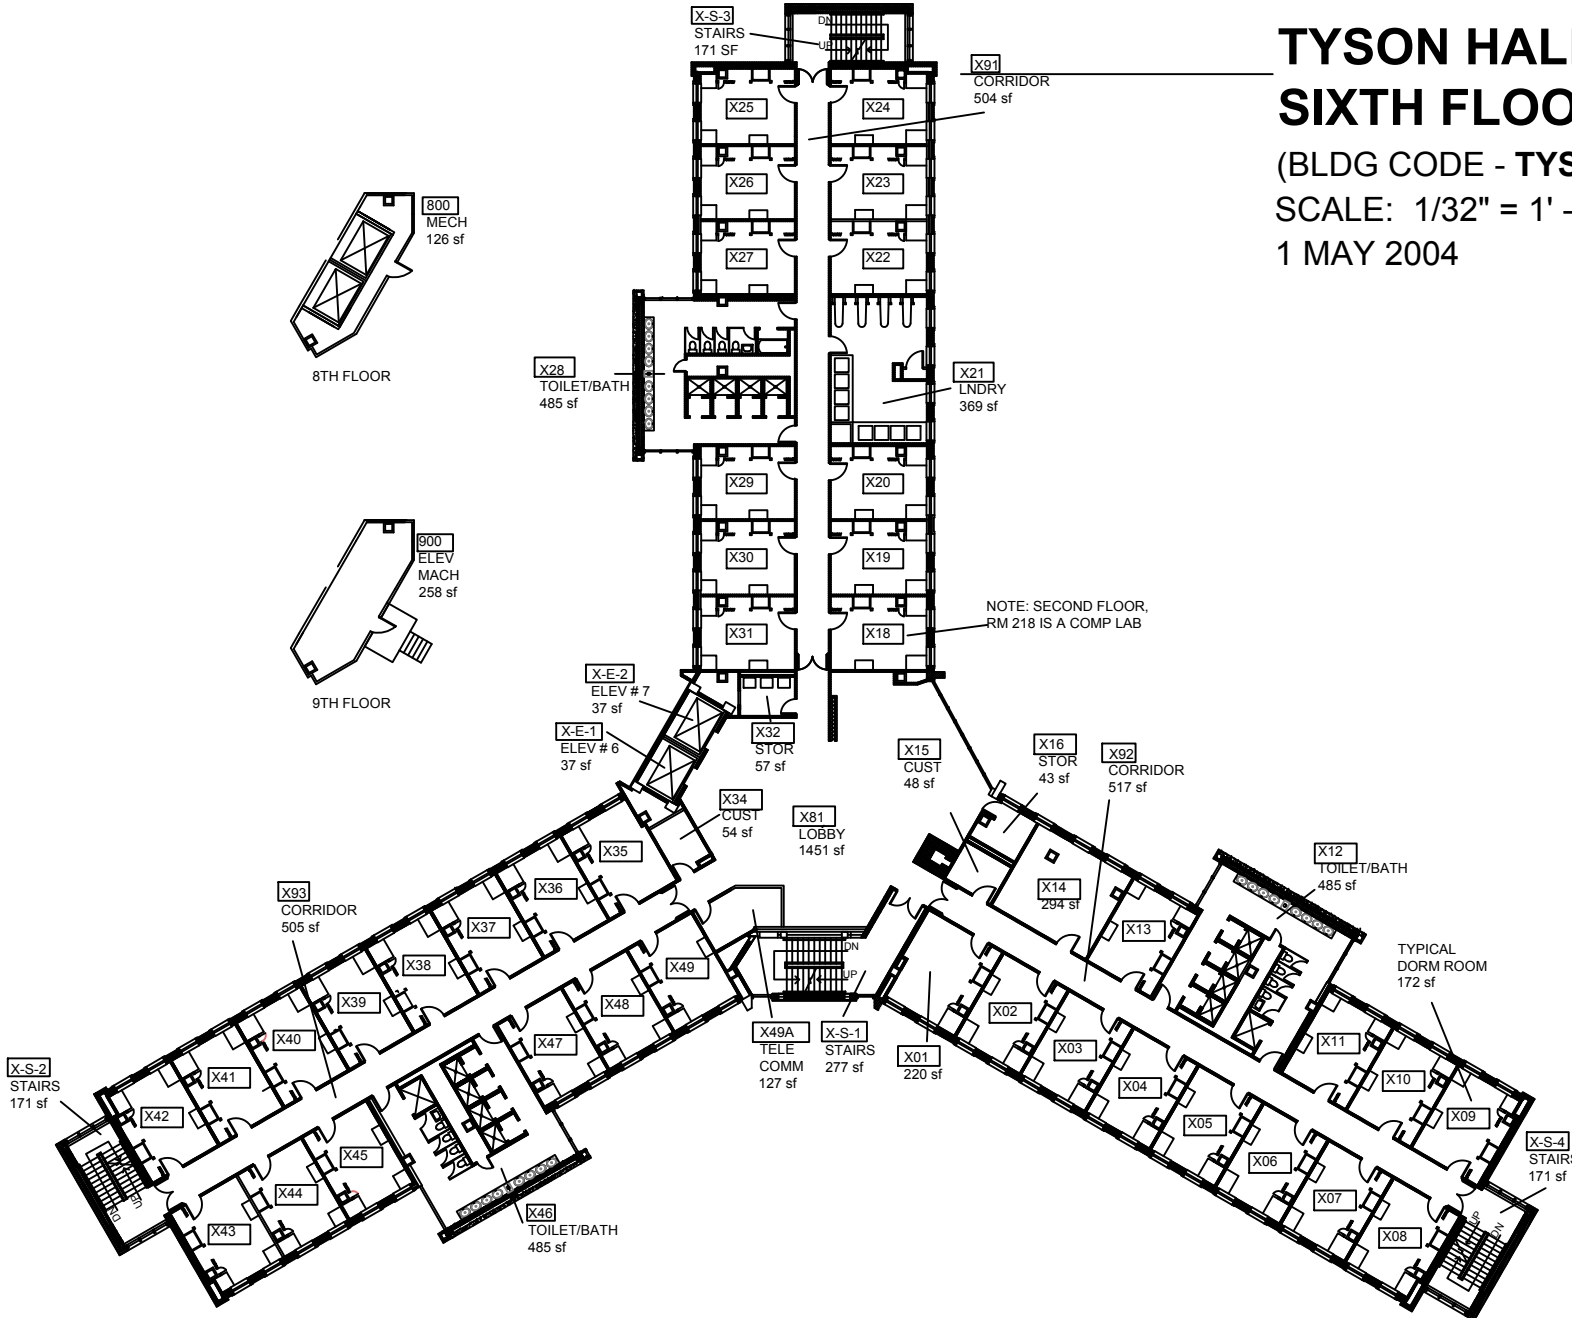 TYSON HALL
SIXTH FLOO
(BLDG CODE - TYS
SCALE: 1/32" = 1' -
1 MAY 2004
X-S-3
STAIRS
171 SF
DN
UP
X91
CORRIDOR
504 sf
X25
X24
X26
X23
X27
X22
800
MECH
126 sf
8TH FLOOR
X28
TOILET/BATH
485 sf
X21
LNDRY
369 sf
X29
X20
X30
X19
X31
X18
NOTE: SECOND FLOOR,
RM 218 IS A COMP LAB
900
ELEV
MACH
258 sf
9TH FLOOR
X-E-2
ELEV # 7
37 sf
X-E-1
ELEV # 6
37 sf
X32
STOR
57 sf
X34
CUST
54 sf
X81
LOBBY
1451 sf
X15
CUST
48 sf
X16
STOR
43 sf
X92
CORRIDOR
517 sf
X12
TOILET/BATH
485 sf
X14
294 sf
X13
TYPICAL
DORM ROOM
172 sf
X93
CORRIDOR
505 sf
X35
X36
X37
X38
X39
X40
X41
X42
X-S-2
STAIRS
171 sf
UP
DN
X43
X44
X45
X46
TOILET/BATH
485 sf
X47
X48
X49
X49A
TELE
COMM
127 sf
DN
UP
X-S-1
STAIRS
277 sf
X01
220 sf
X02
X03
X04
X05
X06
X07
X08
X11
X10
X09
X-S-4
STAIRS
171 sf
UP
DN